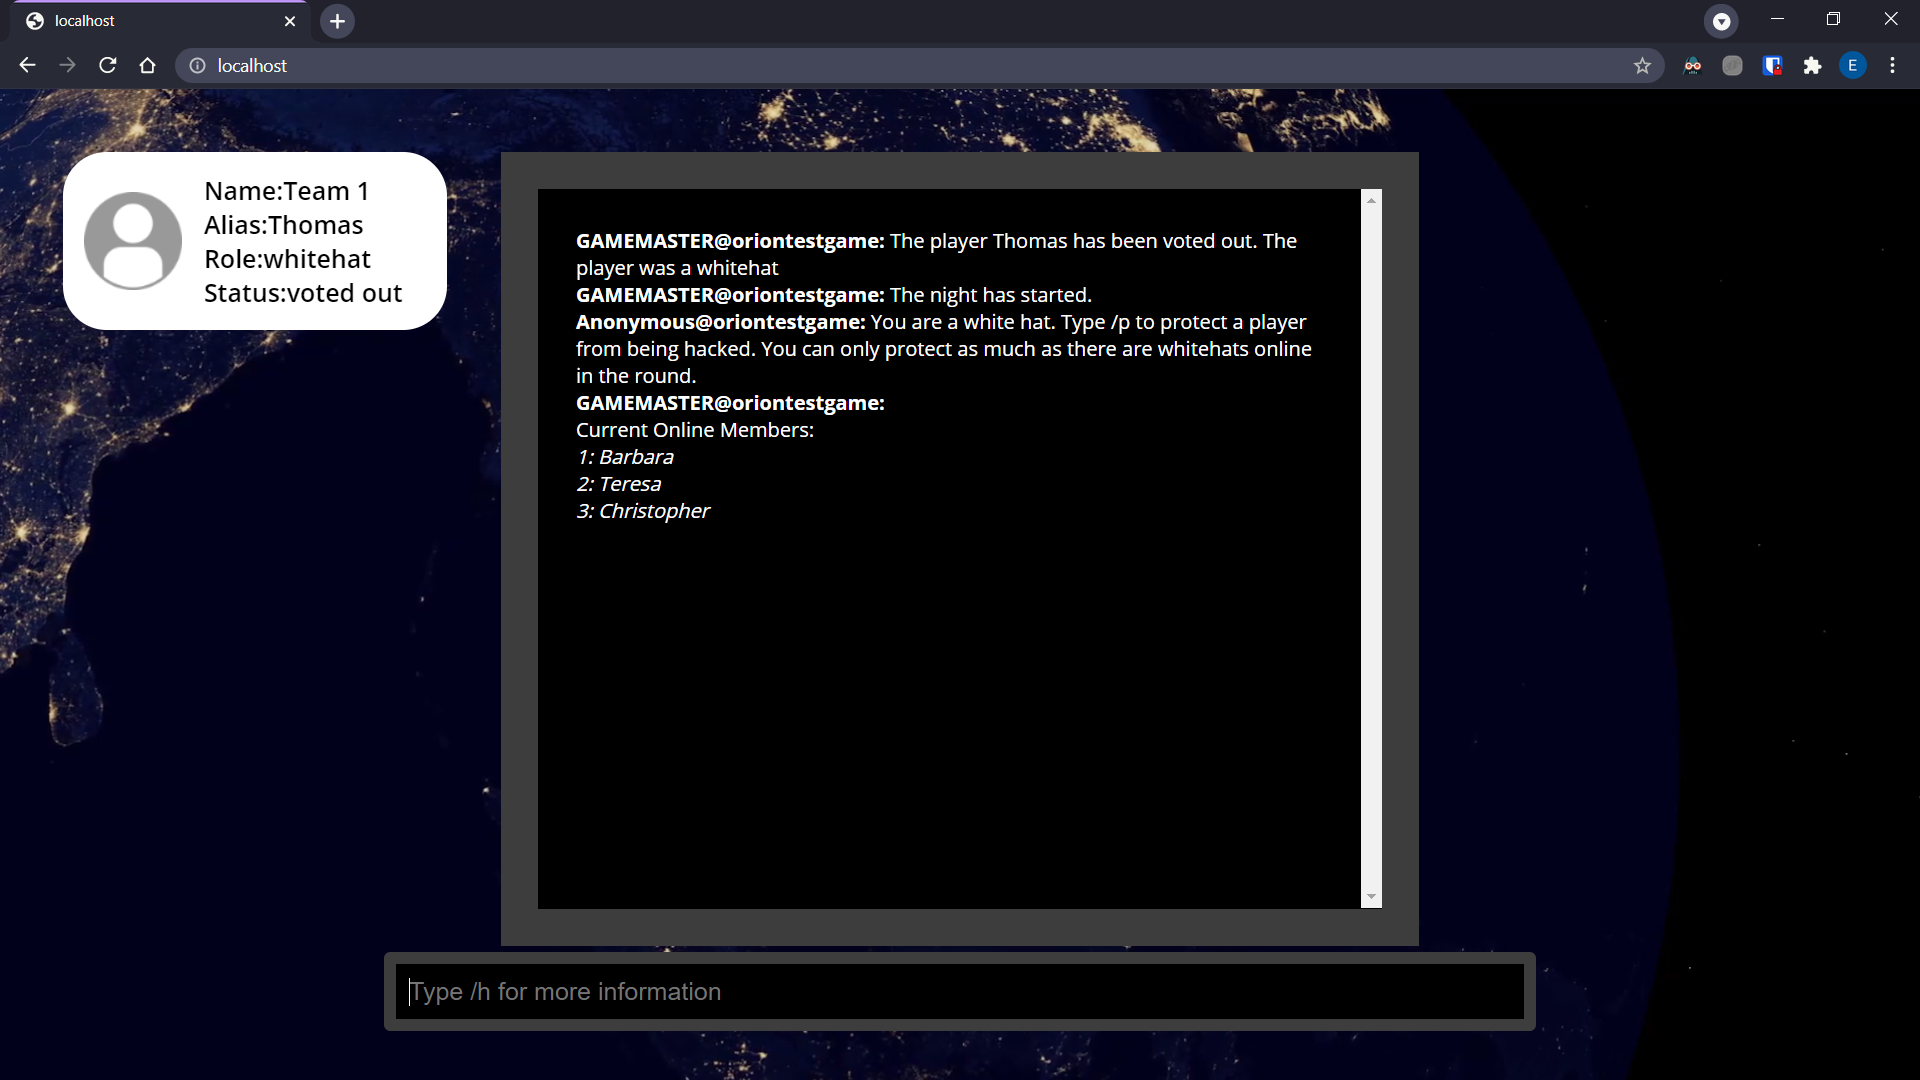 localhost
localhost
E
Name:Team 1
Alias:Thomas
Role:whitehat
Status:voted out
GAMEMASTER@oriontestgame: The player Thomas has been voted out. The
player was a whitehat
GAMEMASTER@oriontestgame: The night has started.
Anonymous@oriontestgame: You are a white hat. Type /p to protect a player
from being hacked. You can only protect as much as there are whitehats online
in the round.
GAMEMASTER@oriontestgame:
Current Online Members:
1: Barbara
2: Teresa
3: Christopher
Type /h for more information